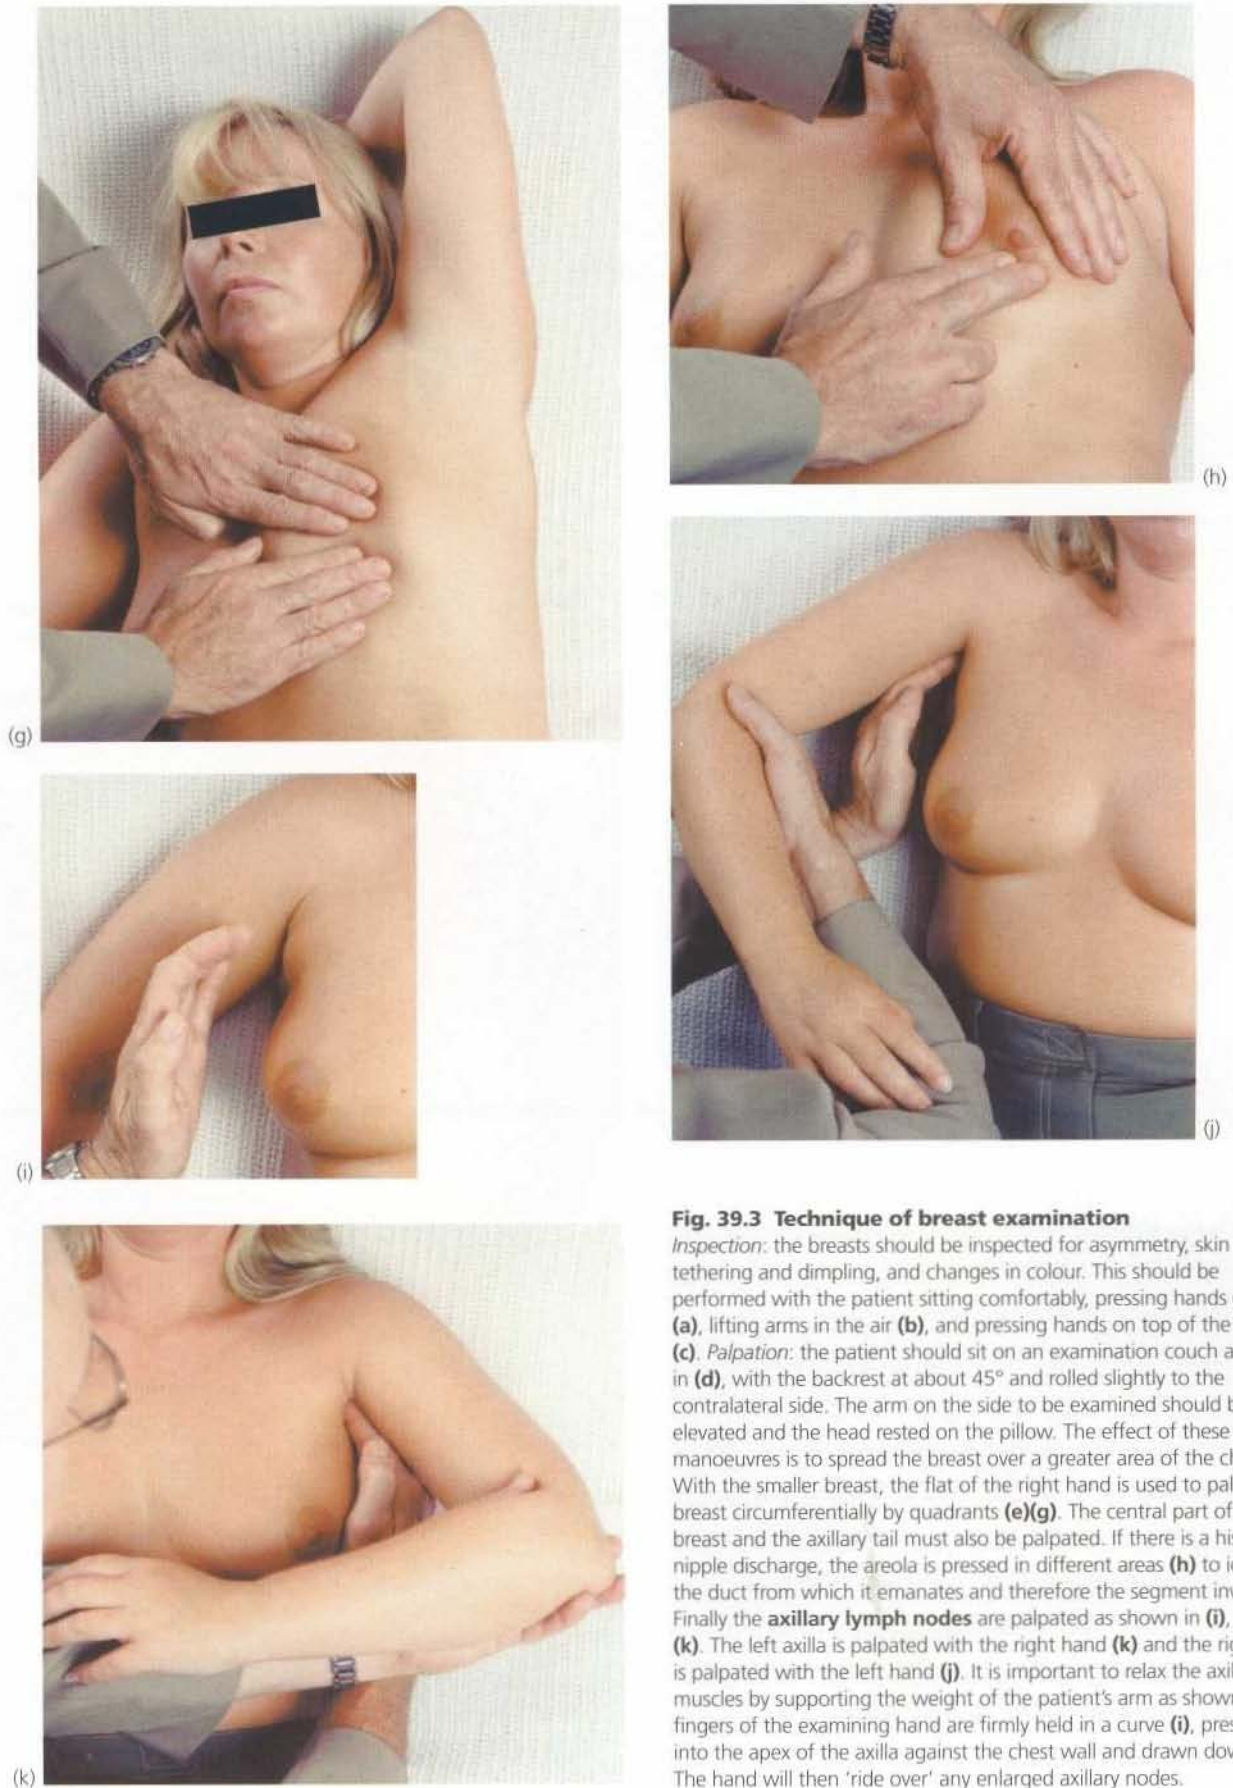 (g)
(h)
(i)
(j)
(k)
Fig. 39.3 Technique of breast examination
Inspection: the breasts should be inspected for asymmetry, skin
tethering and dimpling, and changes in colour. This should be
performed with the patient sitting comfortably, pressing hands
(a), lifting arms in the air (b), and pressing hands on top of the
(c). Palpation: the patient should sit on an examination couch
in (d), with the backrest at about 45° and rolled slightly to the
contralateral side. The arm on the side to be examined should
elevated and the head rested on the pillow. The effect of these
manoeuvres is to spread the breast over a greater area of the
With the smaller breast, the flat of the right hand is used to
breast circumferentially by quadrants (e)(g). The central part of
breast and the axillary tail must also be palpated. If there is a
nipple discharge, the areola is pressed in different areas (h) to
the duct from which it emanates and therefore the segment
Finally the axillary lymph nodes are palpated as shown in (i),
(k). The left axilla is palpated with the right hand (k) and the
is palpated with the left hand (j). It is important to relax the
muscles by supporting the weight of the patient's arm as shown
fingers of the examining hand are firmly held in a curve (i),
into the apex of the axilla against the chest wall and drawn
The hand will then 'ride over' any enlarged axillary nodes.